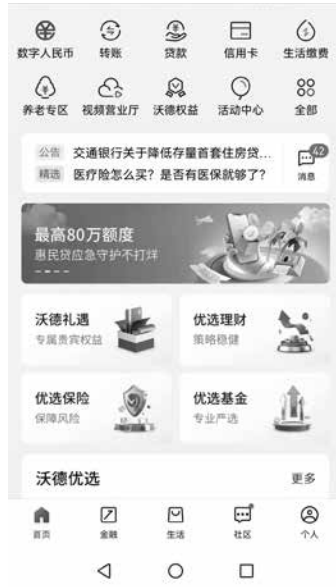 数字人民币 转账 贷款 信用卡 生活缴费
养老专区 视频营业厅 沃德权益 活动中心 全部
公告 交通银行关于降低存量首套住房贷... 42
精选 医疗险怎么买？是否有医保就够了？ 消息
最高80万额度
惠民贷应急守护不打烊
沃德礼遇 优选理财
专属贵宾权益 策略稳健
优选保险 优选基金
保障风险 专业严选
沃德优选 更多
首页 金融 生活 社区 个人